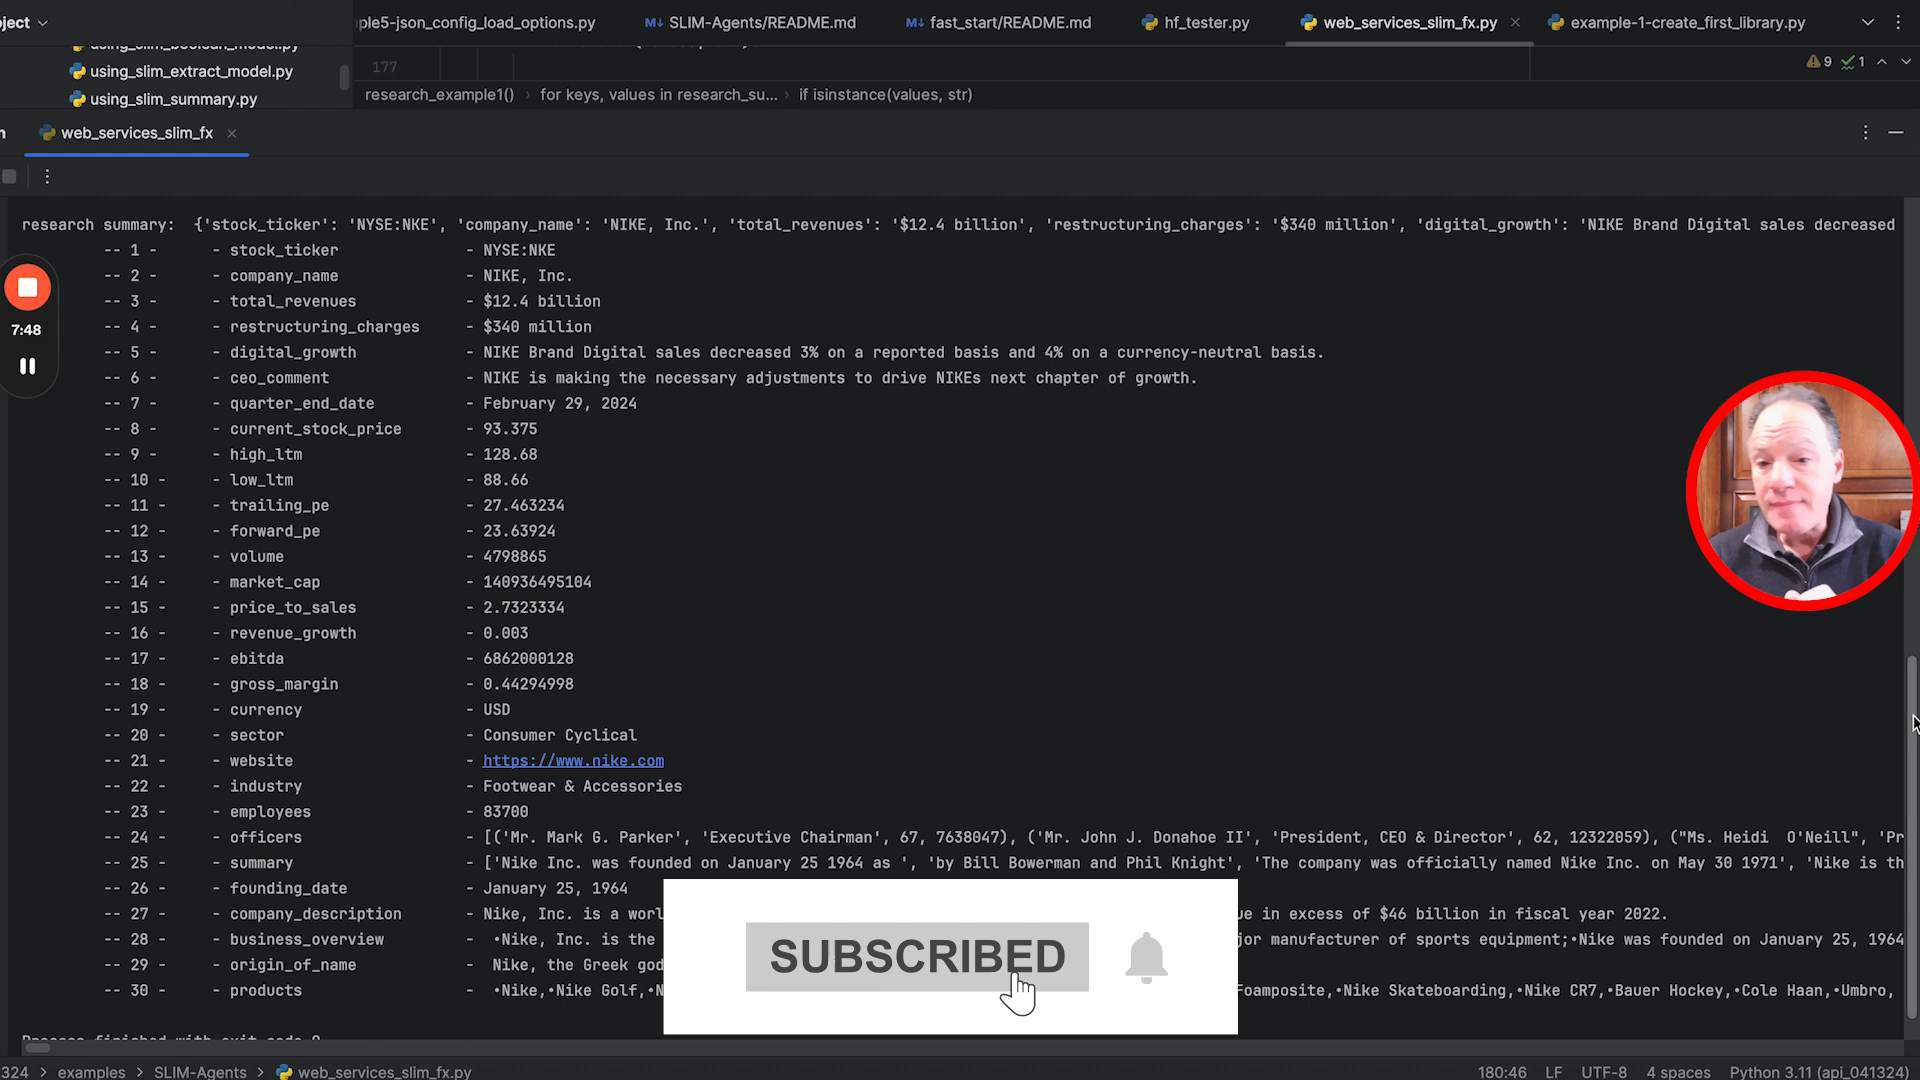 ject
ple5-json_config_load_options.py
M↓ SLIM-Agents/README.md
M↓ fast_start/README.md
hf_tester.py
web_services_slim_fx.py
example-1-create_first_library.py
using_slim_boolean_model.py
using_slim_extract_model.py
using_slim_summary.py
177
9 1
research_example1() › for keys, values in research_su... › if isinstance(values, str)
n web_services_slim_fx
research summary: {'stock_ticker': 'NYSE:NKE', 'company_name': 'NIKE, Inc.', 'total_revenues': '$12.4 billion', 'restructuring_charges': '$340 million', 'digital_growth': 'NIKE Brand Digital sales decreased
-- 1 - - stock_ticker - NYSE:NKE
-- 2 - - company_name - NIKE, Inc.
-- 3 - - total_revenues - $12.4 billion
-- 4 - - restructuring_charges - $340 million
-- 5 - - digital_growth - NIKE Brand Digital sales decreased 3% on a reported basis and 4% on a currency-neutral basis.
-- 6 - - ceo_comment - NIKE is making the necessary adjustments to drive NIKEs next chapter of growth.
-- 7 - - quarter_end_date - February 29, 2024
-- 8 - - current_stock_price - 93.375
-- 9 - - high_ltm - 128.68
-- 10 - - low_ltm - 88.66
-- 11 - - trailing_pe - 27.463234
-- 12 - - forward_pe - 23.63924
-- 13 - - volume - 4798865
-- 14 - - market_cap - 140936495104
-- 15 - - price_to_sales - 2.7323334
-- 16 - - revenue_growth - 0.003
-- 17 - - ebitda - 6862000128
-- 18 - - gross_margin - 0.44294998
-- 19 - - currency - USD
-- 20 - - sector - Consumer Cyclical
-- 21 - - website - https://www.nike.com
-- 22 - - industry - Footwear & Accessories
-- 23 - - employees - 83700
-- 24 - - officers - [('Mr. Mark G. Parker', 'Executive Chairman', 67, 7638047), ('Mr. John J. Donahoe II', 'President, CEO & Director', 62, 12322059), ("Ms. Heidi O'Neill", 'Pr
-- 25 - - summary - ['Nike Inc. was founded on January 25 1964 as ', 'by Bill Bowerman and Phil Knight', 'The company was officially named Nike Inc. on May 30 1971', 'Nike is th
-- 26 - - founding_date - January 25, 1964
-- 27 - - company_description - Nike, Inc. is a worl ue in excess of $46 billion in fiscal year 2022.
-- 28 - - business_overview - •Nike, Inc. is the jor manufacturer of sports equipment;•Nike was founded on January 25, 1964
-- 29 - - origin_of_name - Nike, the Greek god
-- 30 - - products - •Nike,•Nike Golf,•N Foamposite,•Nike Skateboarding,•Nike CR7,•Bauer Hockey,•Cole Haan,•Umbro,
7:48
SUBSCRIBED
Process finished with exit code 0
324 › examples › SLIM-Agents › web_services_slim_fx.py
180:46 LF UTF-8 4 spaces Python 3.11 (api_041324)